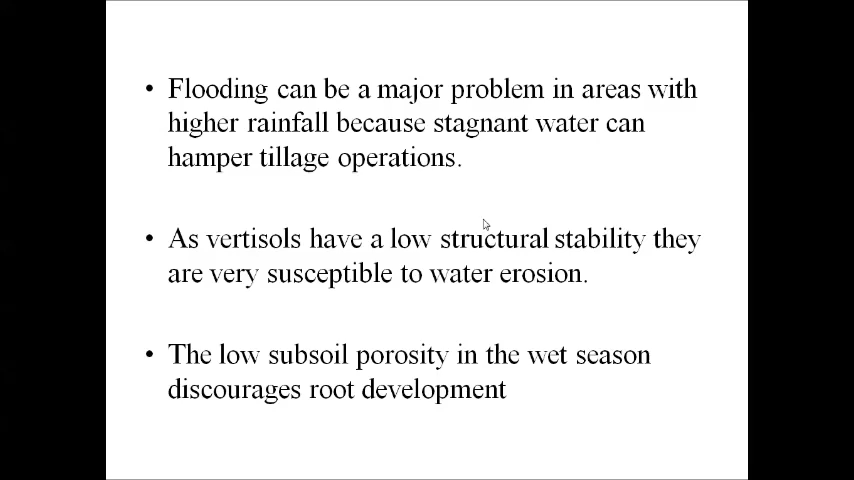 • Flooding can be a major problem in areas with
higher rainfall because stagnant water can
hamper tillage operations.
• As vertisols have a low structural stability they
are very susceptible to water erosion.
• The low subsoil porosity in the wet season
discourages root development